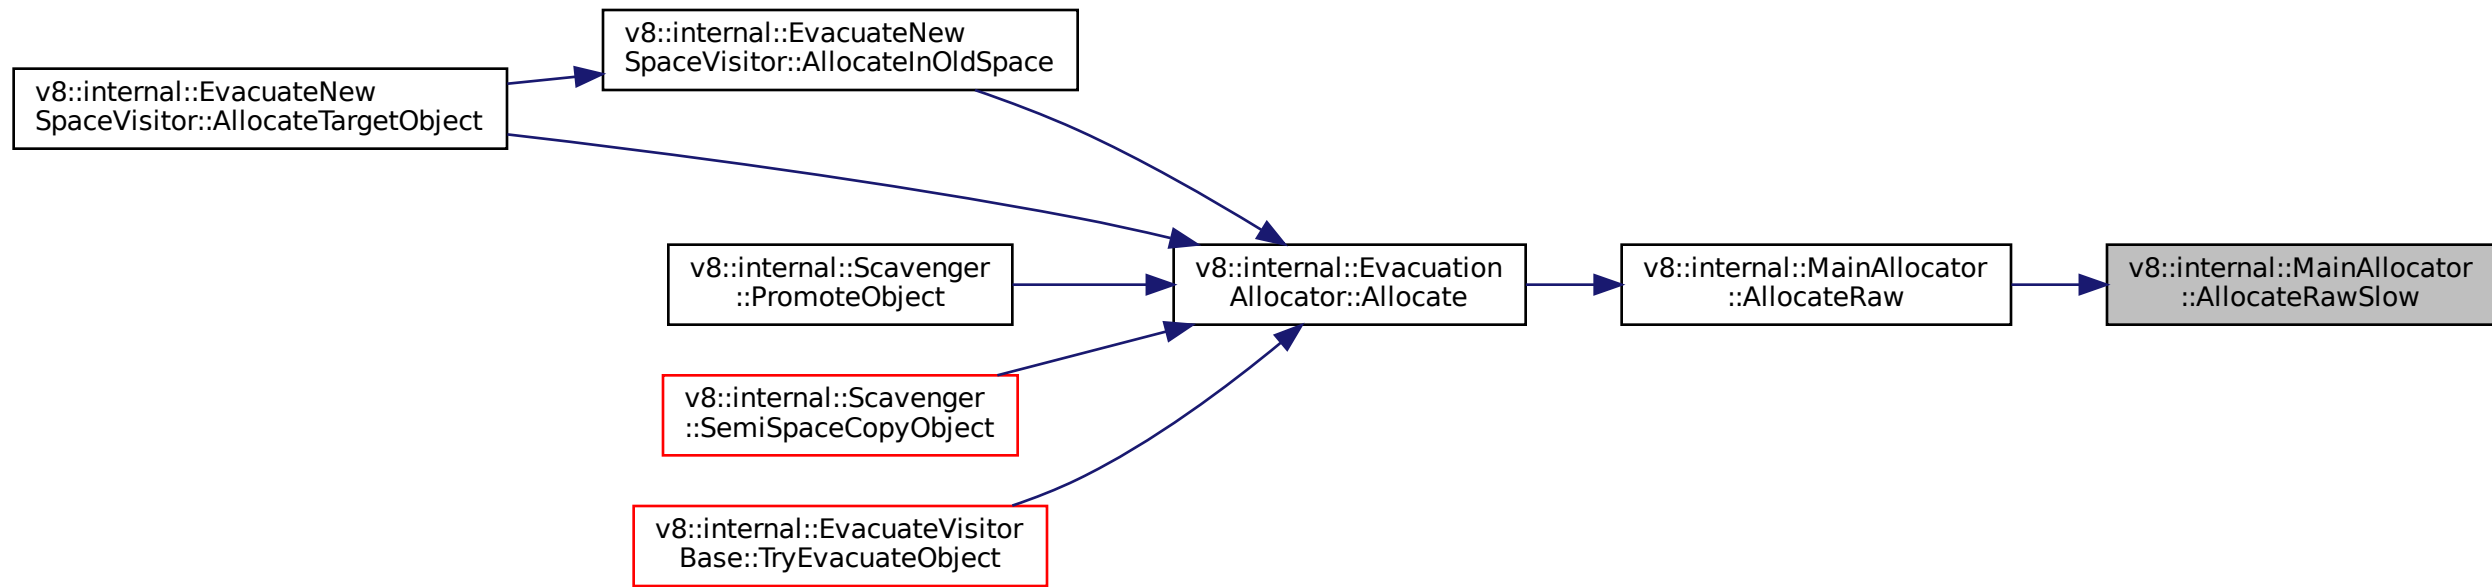 v8::internal::EvacuateNew
SpaceVisitor::AllocateInOldSpace
v8::internal::EvacuateNew
SpaceVisitor::AllocateTargetObject
v8::internal::Scavenger
::PromoteObject
v8::internal::Evacuation
Allocator::Allocate
v8::internal::MainAllocator
::AllocateRaw
v8::internal::MainAllocator
::AllocateRawSlow
v8::internal::Scavenger
::SemiSpaceCopyObject
v8::internal::EvacuateVisitor
Base::TryEvacuateObject